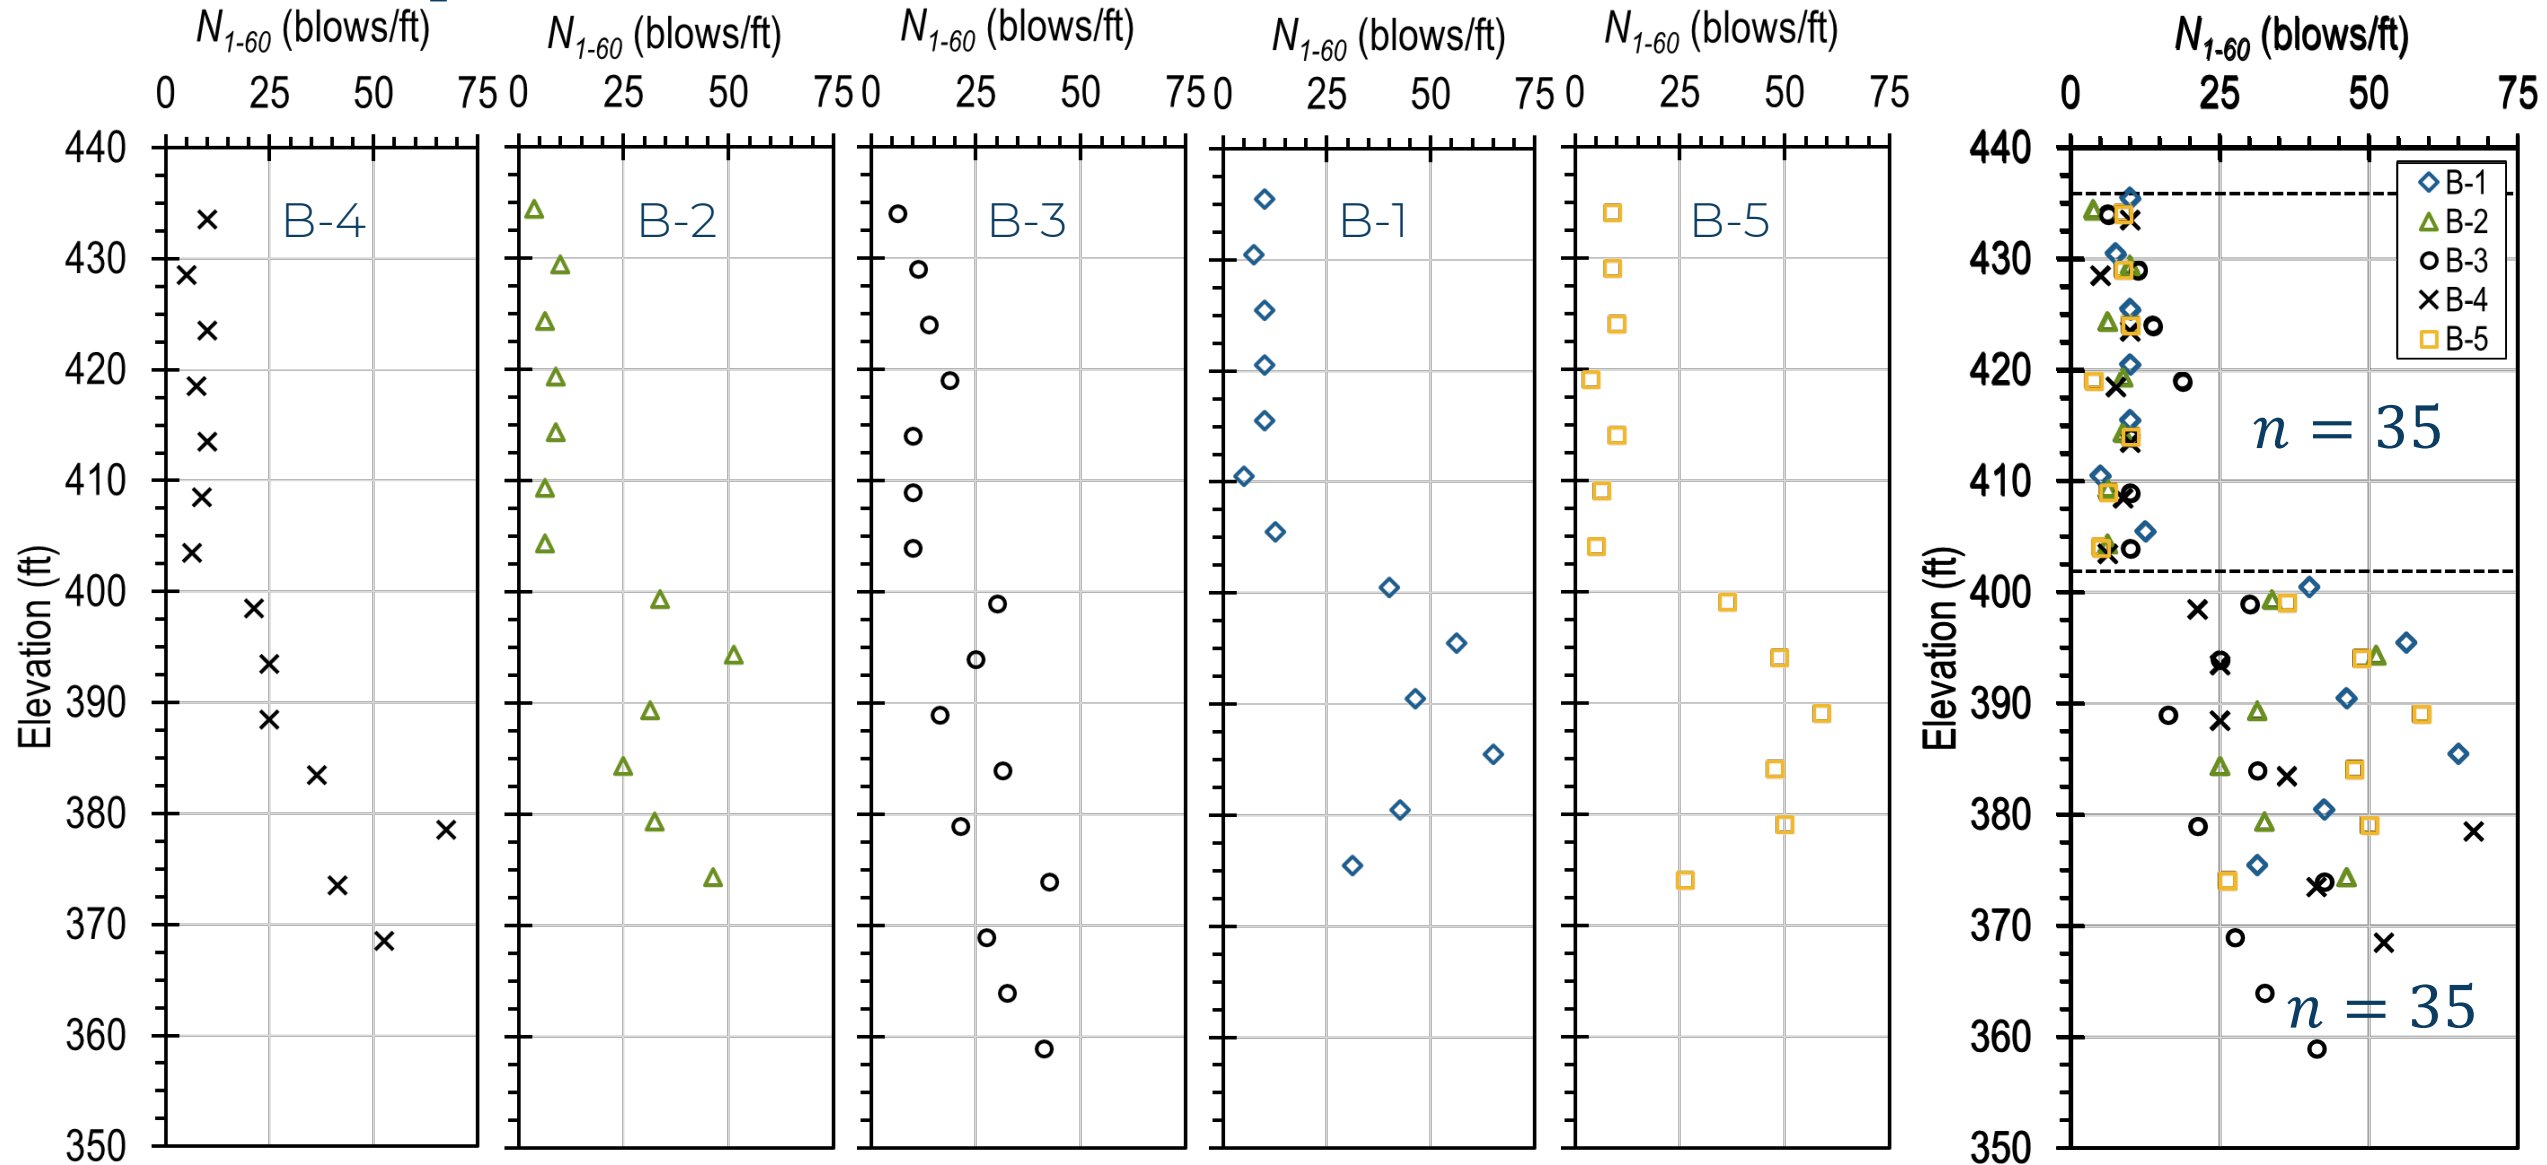 N1-60 (blows/ft)
0 25 50 75
440
430
420
410
400
390
380
370
360
350
Elevation (ft)
B-4
N1-60 (blows/ft)
0 25 50 75
B-2
N1-60 (blows/ft)
0 25 50 75
B-3
N1-60 (blows/ft)
0 25 50 75
B-1
N1-60 (blows/ft)
0 25 50 75
B-5
N1-60 (blows/ft)
0 25 50 75
440
430
420
410
400
390
380
370
360
350
Elevation (ft)
B-1
B-2
B-3
B-4
B-5
n = 35
n = 35